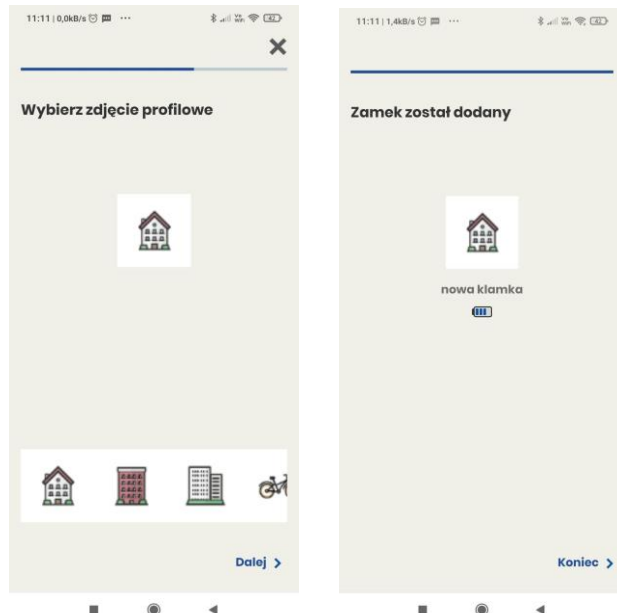 11:11 | 0,0kB/s
Wybierz zdjęcie profilowe
Dalej >
11:11 | 1,4kB/s
Zamek został dodany
nowa klamka
Koniec >